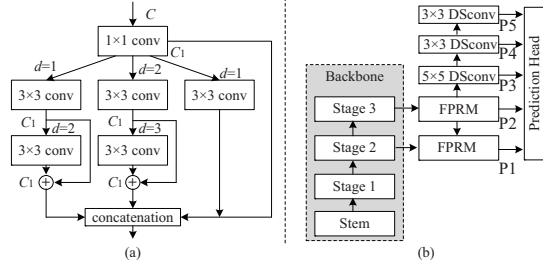 C
1×1 conv
C1
d=1
d=2
d=1
3×3 conv
3×3 conv
3×3 conv
C1
d=2
C1
d=3
3×3 conv
3×3 conv
C1
+
C1
+
concatenation
(a)
Backbone
Stage 3
Stage 2
Stage 1
Stem
3×3 DSconv
P5
3×3 DSconv
P4
5×5 DSconv
P3
FPRM
P2
FPRM
P1
Prediction Head
(b)